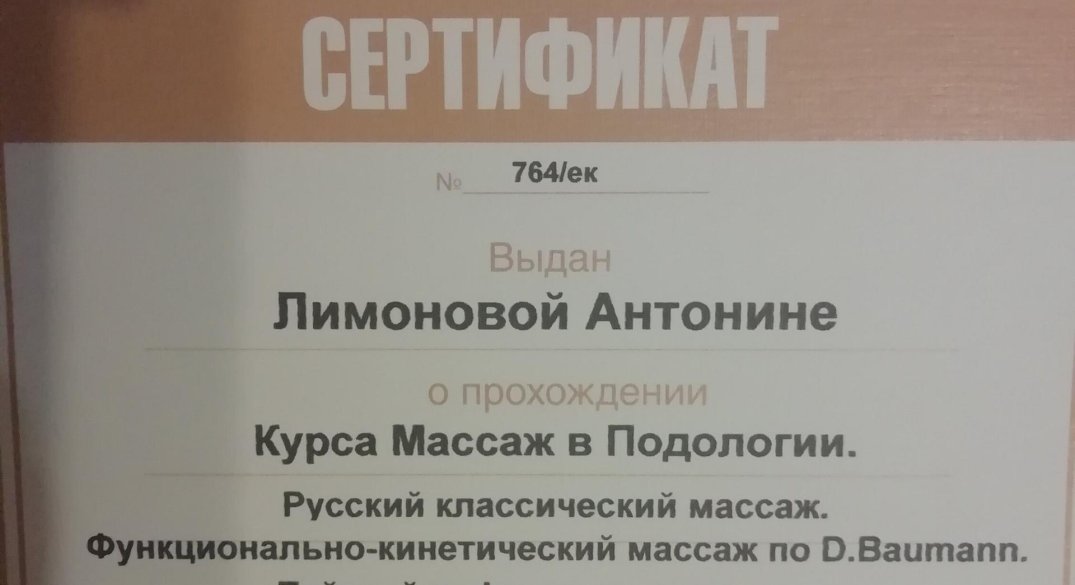 СЕРТИФИКАТ
№ 764/ек
Выдан
Лимоновой Антонине
о прохождении
Курса Массаж в Подологии.
Русский классический массаж.
Функционально-кинетический массаж по D.Baumann.